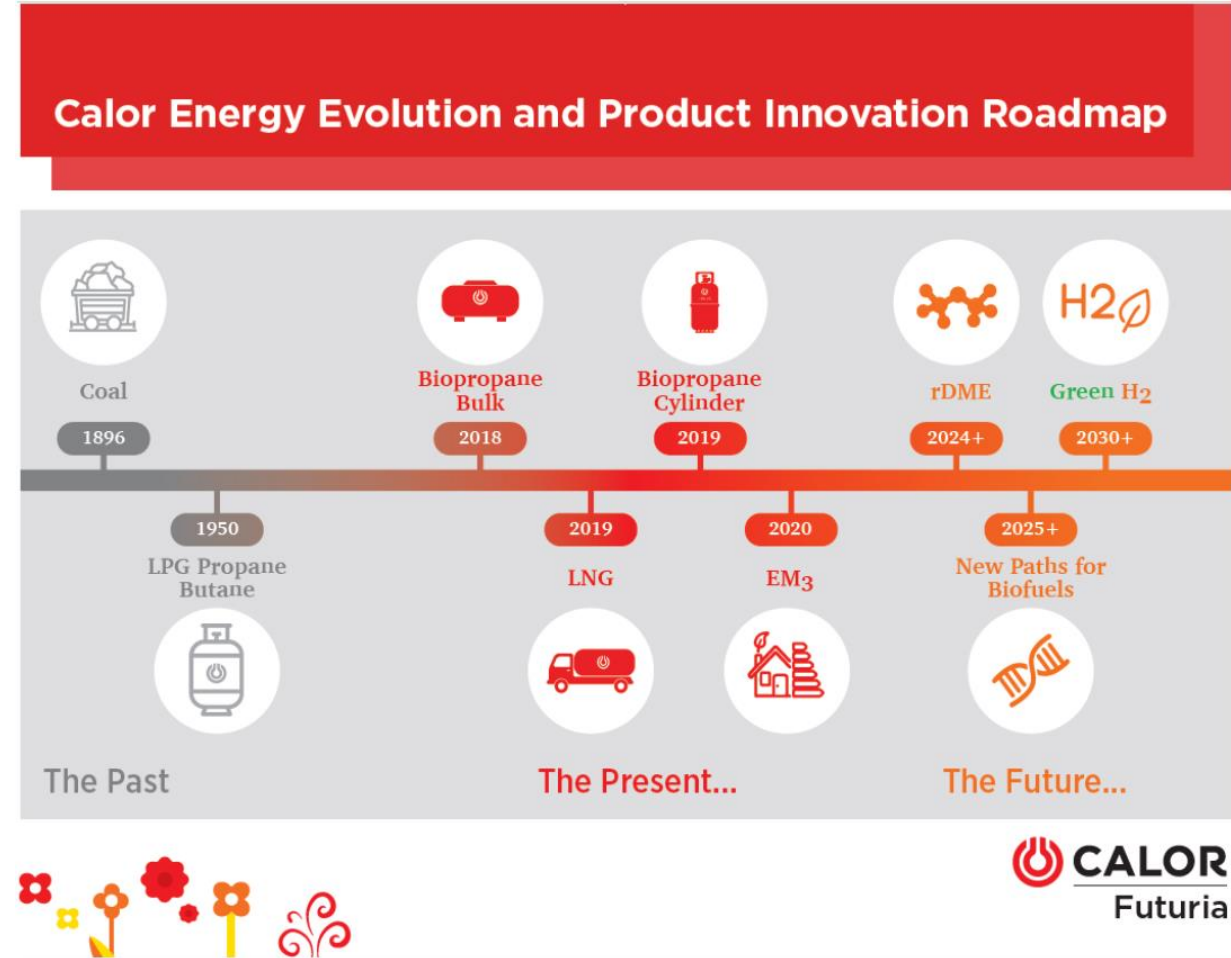 Calor Energy Evolution and Product Innovation Roadmap
H2
Coal
Biopropane
Bulk
Biopropane
Cylinder
rDME
Green H2
1896
2018
2019
2024+
2030+
1950
2019
2020
2025+
LPG Propane
Butane
LNG
EM3
New Paths for
Biofuels
The Past
The Present...
The Future...
CALOR
Futuria